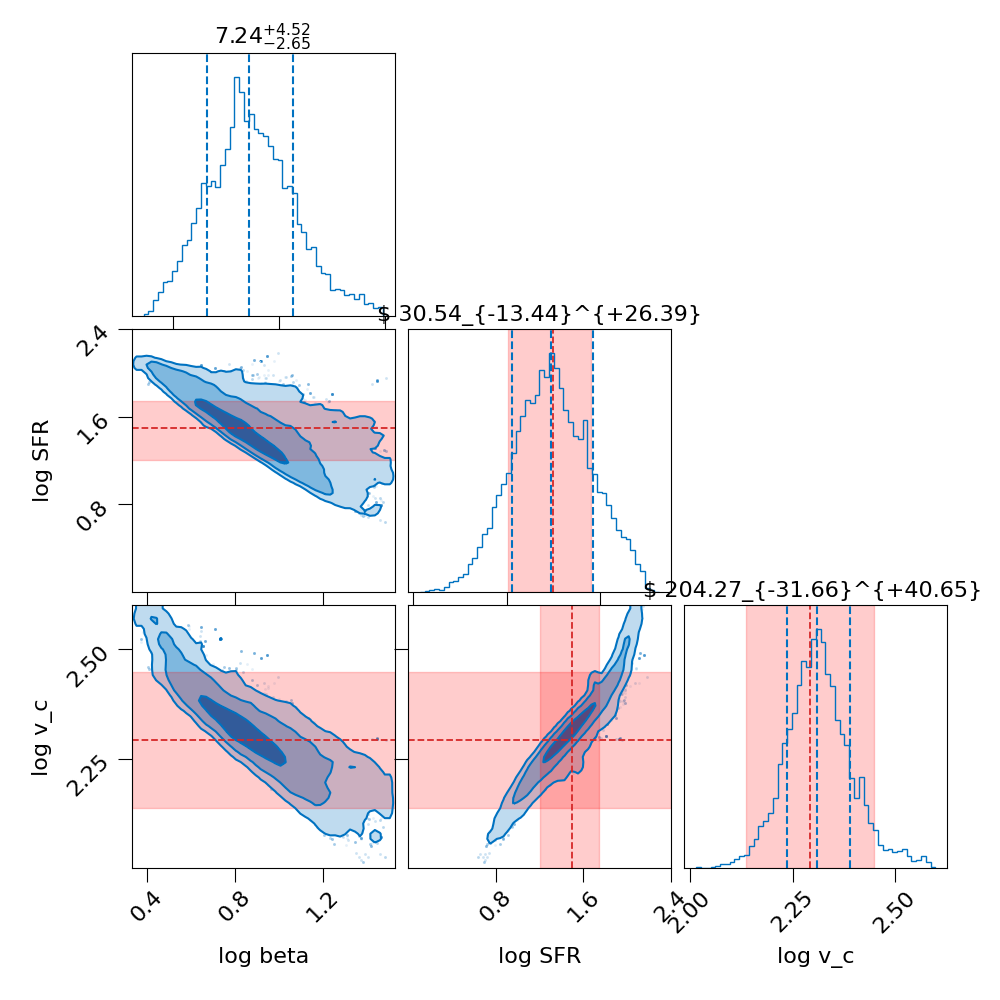 7.24+4.52−2.65
$ 30.54_{-13.44}^{+26.39}
2.4
1.6
0.8
log SFR
$ 204.27_{-31.66}^{+40.65}
2.50
2.25
log v_c
0.4 0.8 1.2
0.8 1.6 2.4
2.00 2.25 2.50
log beta log SFR log v_c